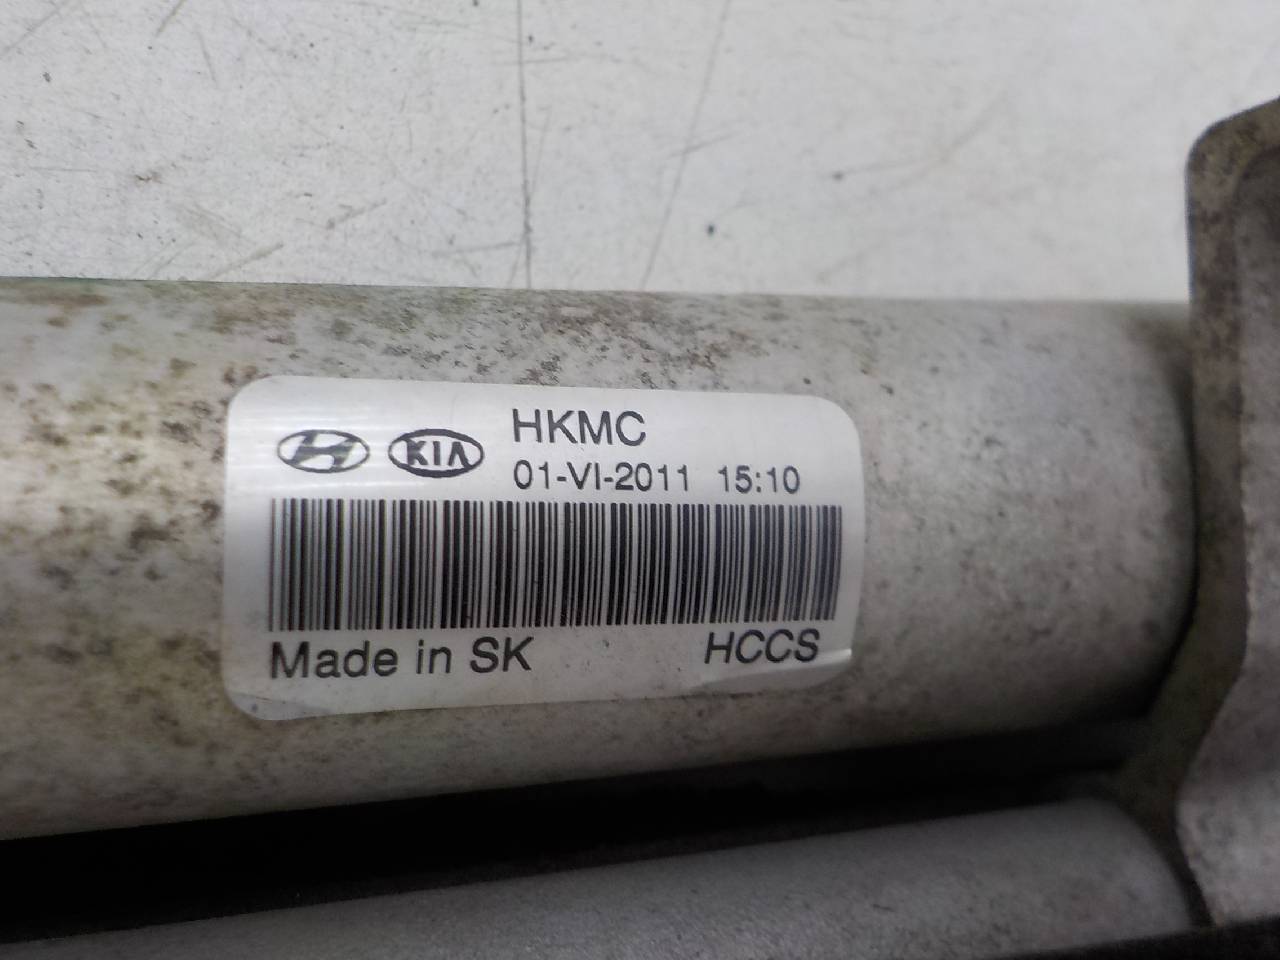 HKMC
KIA
01-VI-2011 15:10
Made in SK HCCS